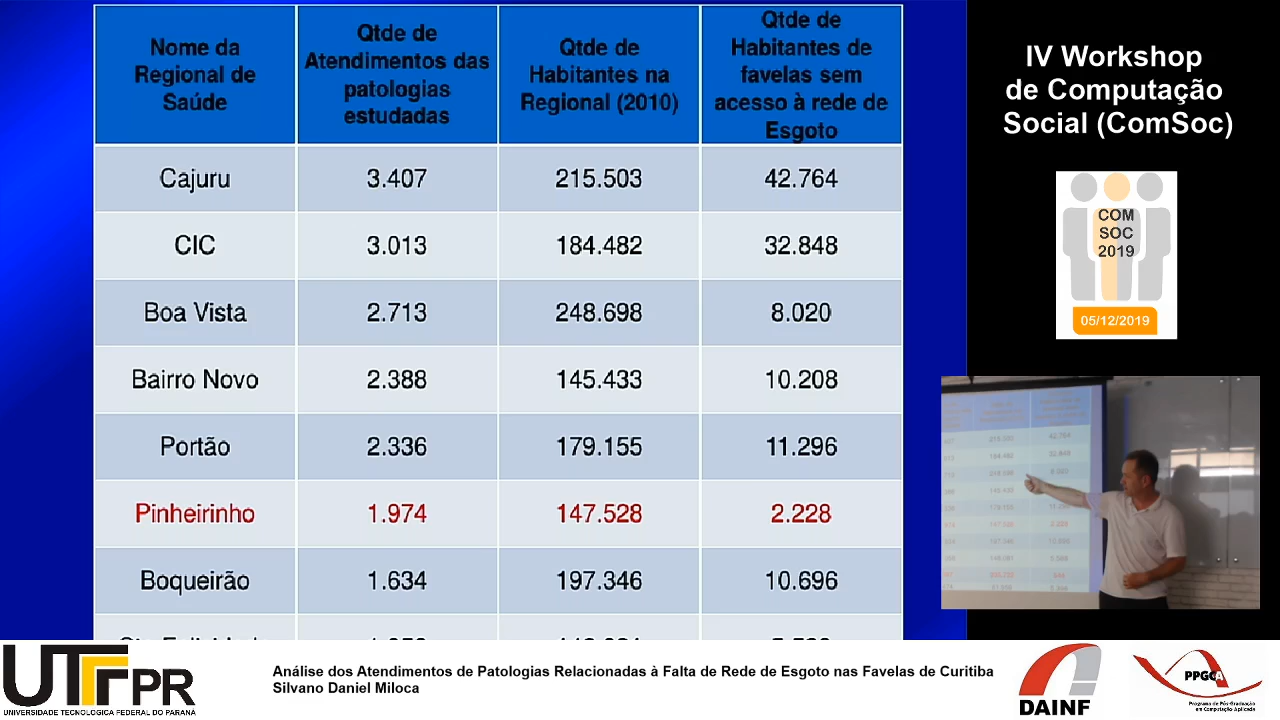 Nome da
Regional de
Saúde
Qtde de
Atendimentos das
patologias
estudadas
Qtde de
Habitantes na
Regional (2010)
Qtde de
Habitantes de
favelas sem
acesso à rede de
Esgoto
Cajuru 3.407 215.503 42.764
CIC 3.013 184.482 32.848
Boa Vista 2.713 248.698 8.020
Bairro Novo 2.388 145.433 10.208
Portão 2.336 179.155 11.296
Pinheirinho 1.974 147.528 2.228
Boqueirão 1.634 197.346 10.696
IV Workshop
de Computação
Social (ComSoc)
COM
SOC
2019
05/12/2019
UTFPR
UNIVERSIDADE TECNOLÓGICA FEDERAL DO PARANÁ
Análise dos Atendimentos de Patologias Relacionadas à Falta de Rede de Esgoto nas Favelas de Curitiba
Silvano Daniel Miloca
DAINF
PPGCA
Programa de Pós-Graduação
em Computação Aplicada